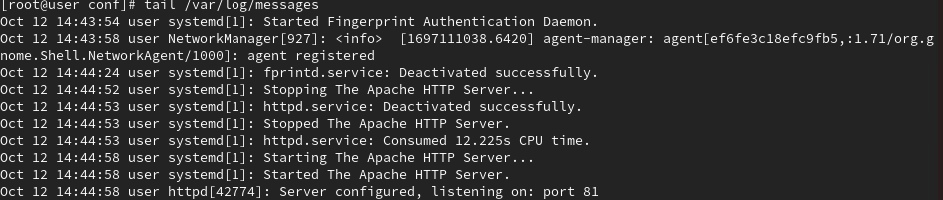 [root@user conf]# tail /var/log/messages
Oct 12 14:43:54 user systemd[1]: Started Fingerprint Authentication Daemon.
Oct 12 14:43:58 user NetworkManager[927]: <info>  [1697111038.6420] agent-manager: agent[ef6fe3c18efc9fb5,:1.71/org.g
nome.Shell.NetworkAgent/1000]: agent registered
Oct 12 14:44:24 user systemd[1]: fprintd.service: Deactivated successfully.
Oct 12 14:44:52 user systemd[1]: Stopping The Apache HTTP Server...
Oct 12 14:44:53 user systemd[1]: httpd.service: Deactivated successfully.
Oct 12 14:44:53 user systemd[1]: Stopped The Apache HTTP Server.
Oct 12 14:44:53 user systemd[1]: httpd.service: Consumed 12.225s CPU time.
Oct 12 14:44:58 user systemd[1]: Starting The Apache HTTP Server...
Oct 12 14:44:58 user systemd[1]: Started The Apache HTTP Server.
Oct 12 14:44:58 user httpd[42774]: Server configured, listening on: port 81